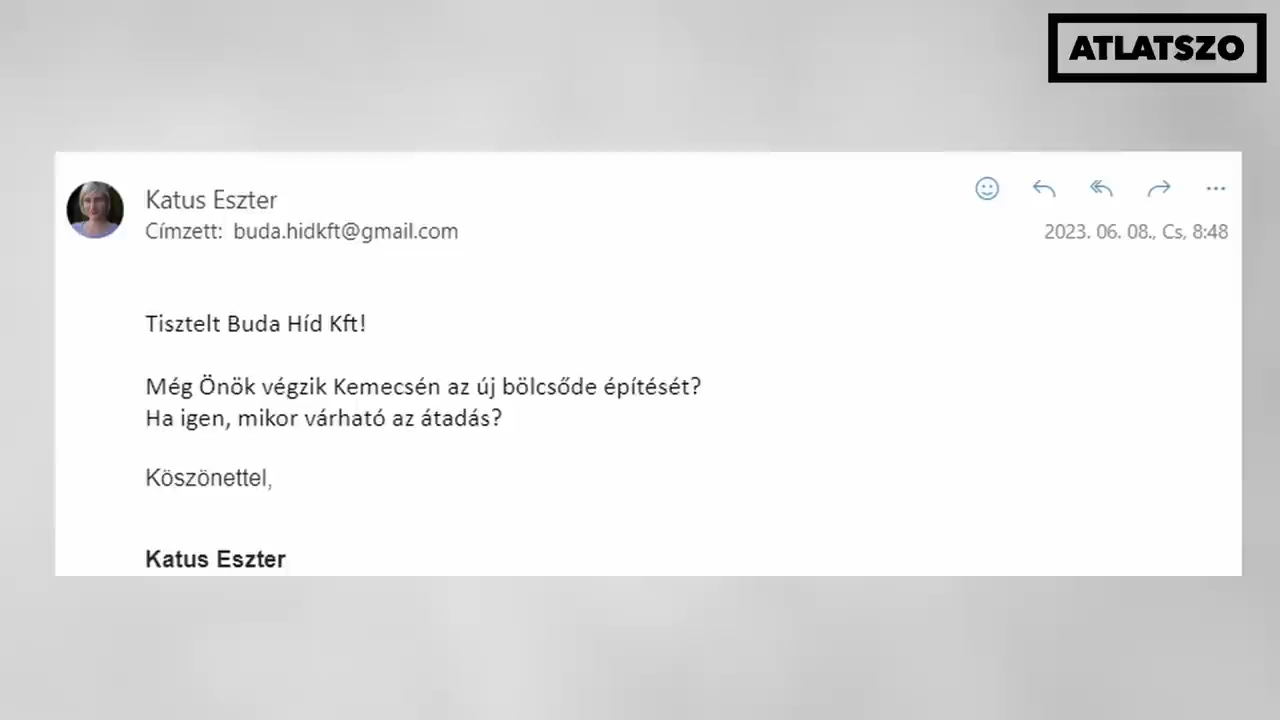 ATLATSZO
Katus Eszter
Címzett: buda.hidkft@gmail.com
2023. 06. 08., Cs, 8:48
Tisztelt Buda Híd Kft!
Még Önök végzik Kemecsén az új bölcsőde építését?
Ha igen, mikor várható az átadás?
Köszönettel,
Katus Eszter